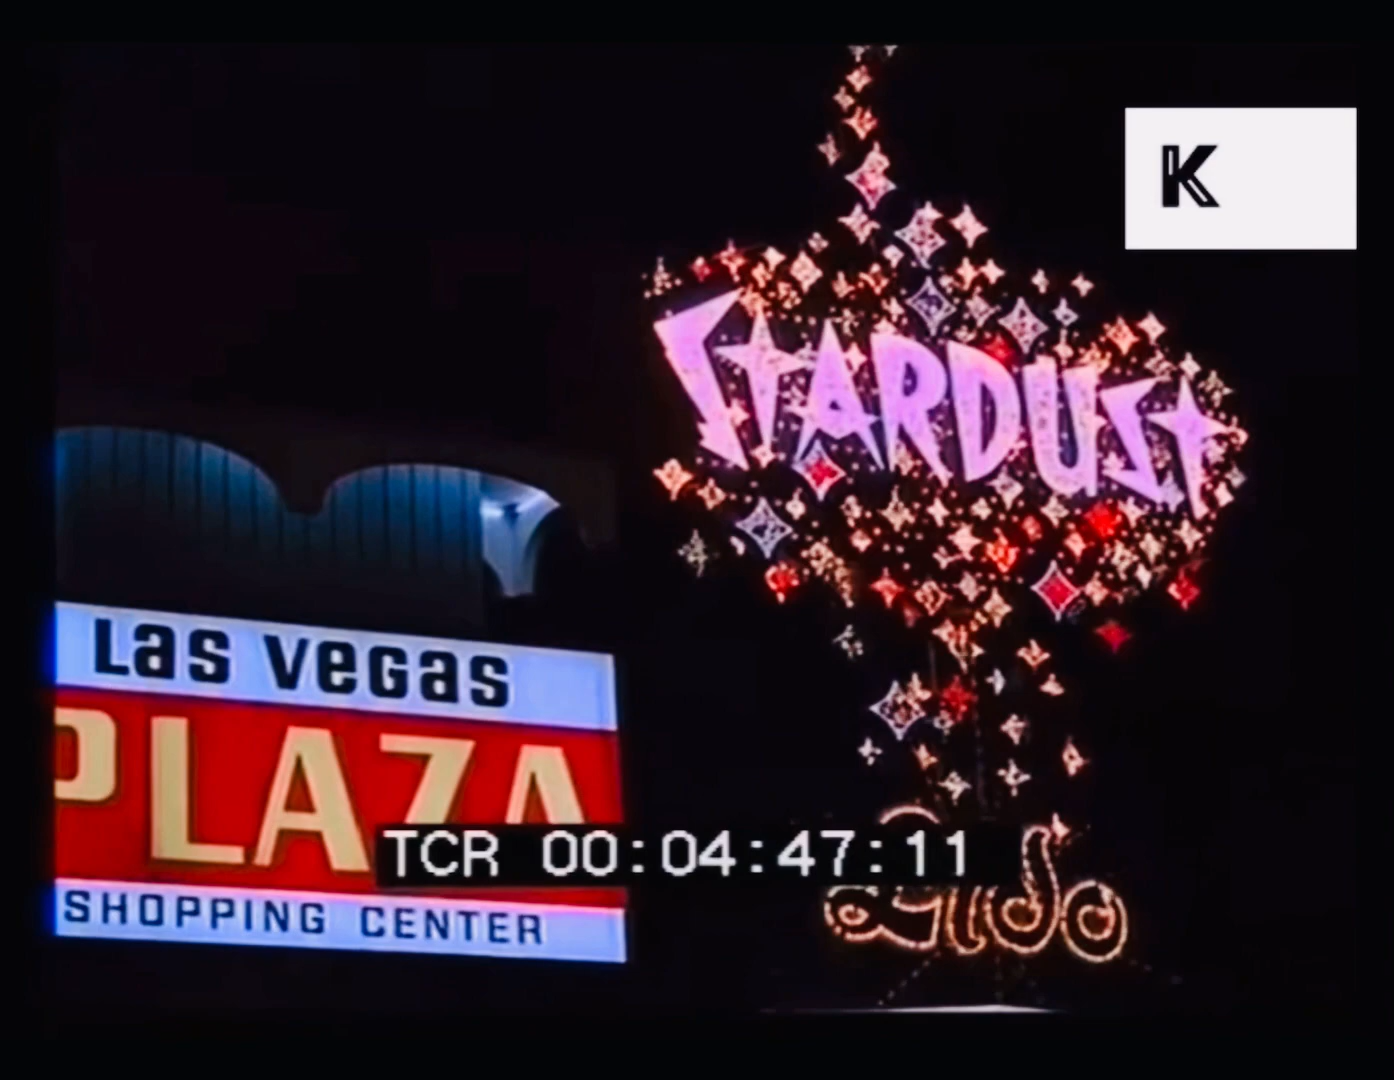 K
STARDUST
Las Vegas
PLAZA
SHOPPING CENTER
TCR 00:04:47:11
Lido